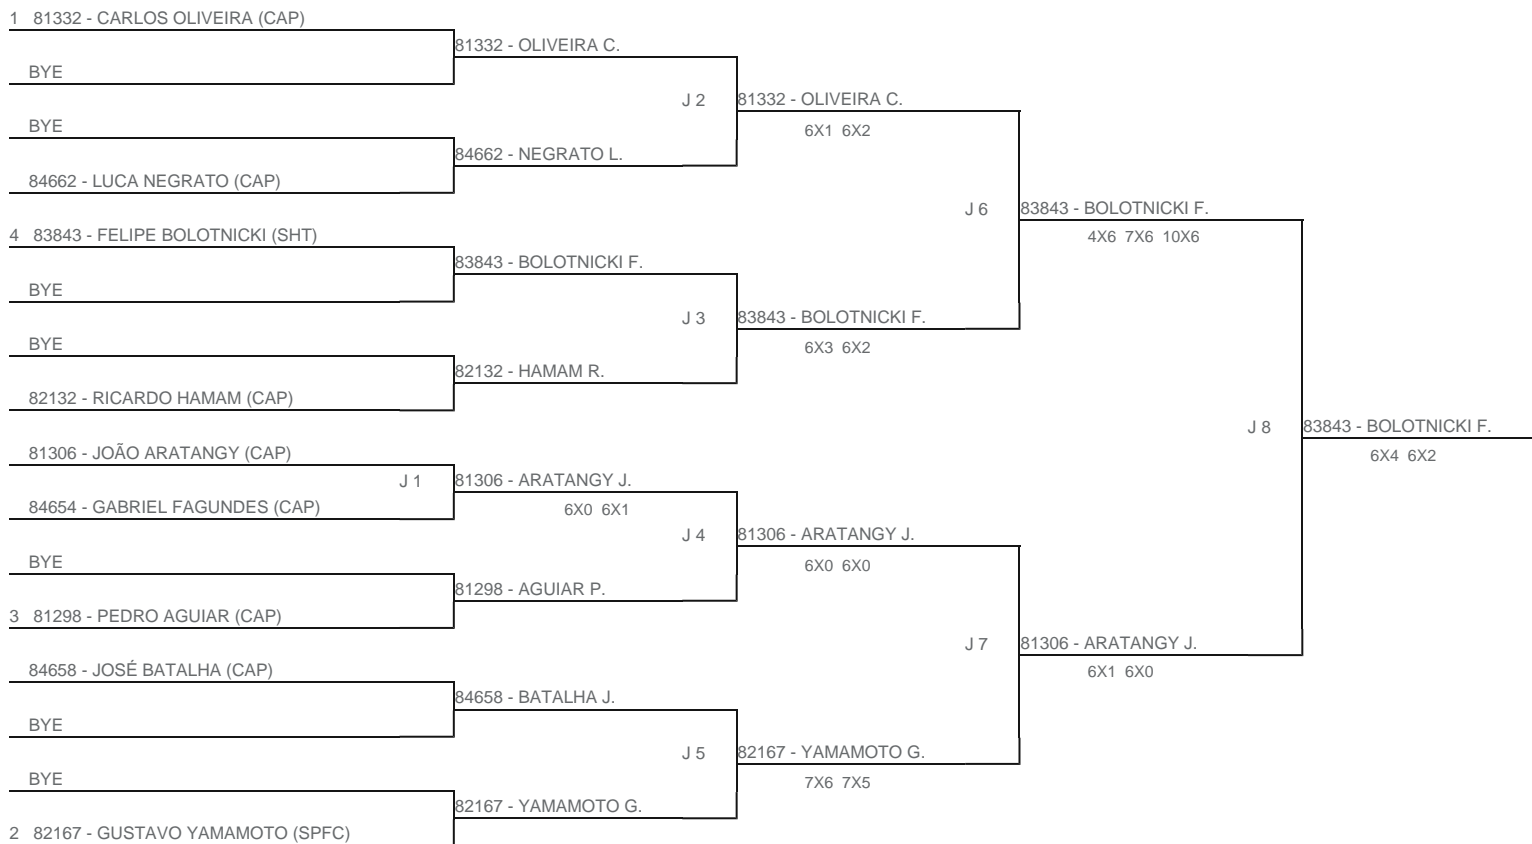 1 81332 - CARLOS OLIVEIRA (CAP)
81332 - OLIVEIRA C.
BYE
J 2
81332 - OLIVEIRA C.
6X1 6X2
BYE
84662 - NEGRATO L.
84662 - LUCA NEGRATO (CAP)
J 6
83843 - BOLOTNICKI F.
4X6 7X6 10X6
4 83843 - FELIPE BOLOTNICKI (SHT)
83843 - BOLOTNICKI F.
BYE
J 3
83843 - BOLOTNICKI F.
6X3 6X2
BYE
82132 - HAMAM R.
82132 - RICARDO HAMAM (CAP)
J 8
83843 - BOLOTNICKI F.
6X4 6X2
81306 - JOÃO ARATANGY (CAP)
J 1
81306 - ARATANGY J.
6X0 6X1
84654 - GABRIEL FAGUNDES (CAP)
J 4
81306 - ARATANGY J.
6X0 6X0
BYE
81298 - AGUIAR P.
3 81298 - PEDRO AGUIAR (CAP)
J 7
81306 - ARATANGY J.
6X1 6X0
84658 - JOSÉ BATALHA (CAP)
84658 - BATALHA J.
BYE
J 5
82167 - YAMAMOTO G.
7X6 7X5
BYE
82167 - YAMAMOTO G.
2 82167 - GUSTAVO YAMAMOTO (SPFC)